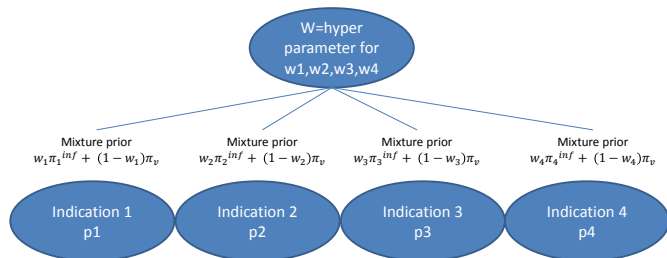 W=hyper
parameter for
w1,w2,w3,w4
Mixture prior Mixture prior Mixture prior Mixture prior
w₁π₁ⁱⁿᶠ + (1 − w₁)πᵥ w₂π₂ⁱⁿᶠ + (1 − w₂)πᵥ w₃π₃ⁱⁿᶠ + (1 − w₃)πᵥ w₄π₄ⁱⁿᶠ + (1 − w₄)πᵥ
Indication 1 Indication 2 Indication 3 Indication 4
p1 p2 p3 p4